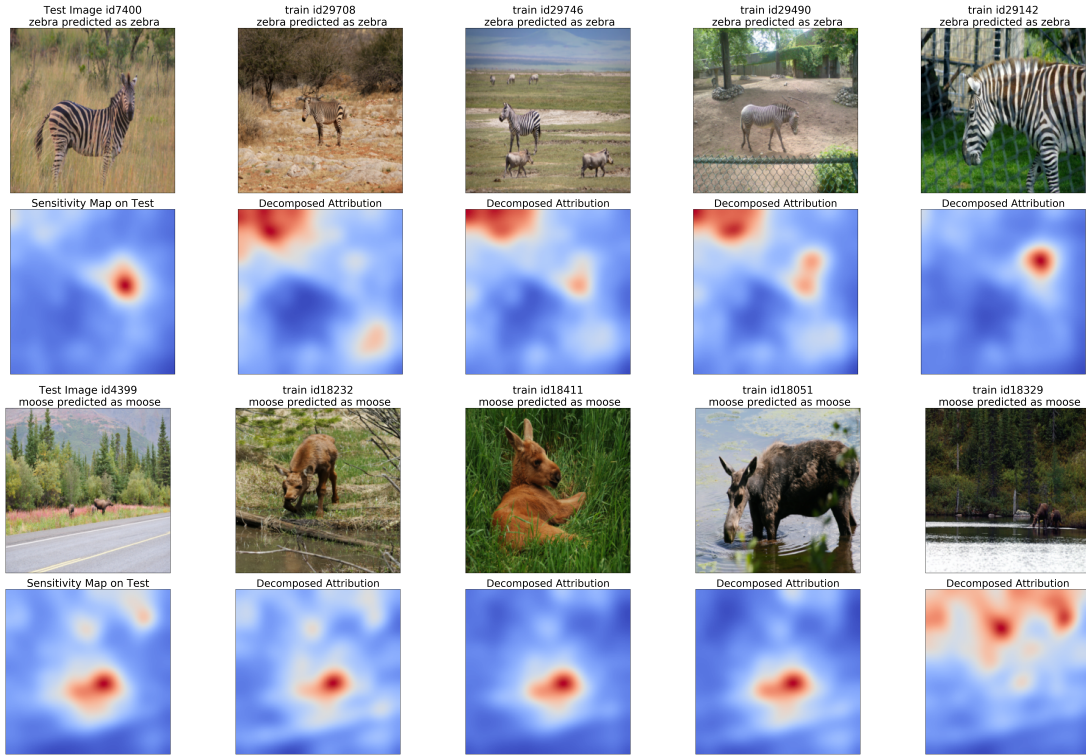 Test Image id7400
zebra predicted as zebra
train id29708
zebra predicted as zebra
train id29746
zebra predicted as zebra
train id29490
zebra predicted as zebra
train id29142
zebra predicted as zebra
Sensitivity Map on Test
Decomposed Attribution
Decomposed Attribution
Decomposed Attribution
Decomposed Attribution
Test Image id4399
moose predicted as moose
train id18232
moose predicted as moose
train id18411
moose predicted as moose
train id18051
moose predicted as moose
train id18329
moose predicted as moose
Sensitivity Map on Test
Decomposed Attribution
Decomposed Attribution
Decomposed Attribution
Decomposed Attribution